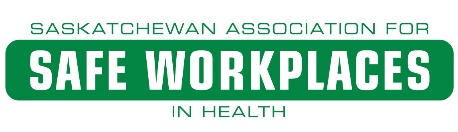 SASKATCHEWAN ASSOCIATION FOR
SAFE WORKPLACES
IN HEALTH